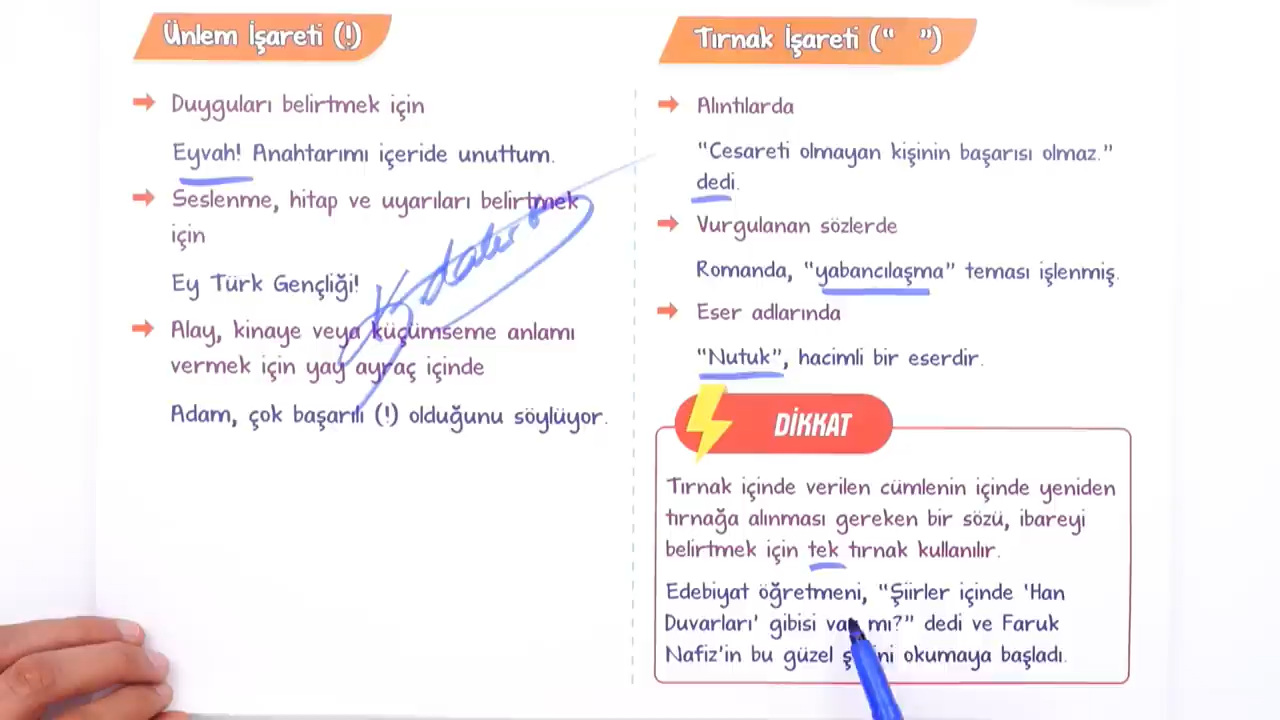 Ünlem İşareti (!)
Duyguları belirtmek için
Eyvah! Anahtarımı içeride unuttum.
Seslenme, hitap ve uyarıları belirtmek
için
Ey Türk Gençliği!
Alay, kinaye veya küçümseme anlamı
vermek için yay ayraç içinde
Adam, çok başarılı (!) olduğunu söylüyor.
Tırnak İşareti (“ ”)
Alıntılarda
“Cesareti olmayan kişinin başarısı olmaz.”
dedi.
Vurgulanan sözlerde
Romanda, “yabancılaşma” teması işlenmiş.
Eser adlarında
“Nutuk”, hacimli bir eserdir.
DİKKAT
Tırnak içinde verilen cümlenin içinde yeniden
tırnağa alınması gereken bir sözü, ibareyi
belirtmek için tek tırnak kullanılır.
Edebiyat öğretmeni, “Şiirler içinde ‘Han
Duvarları’ gibisi var mı?” dedi ve Faruk
Nafiz’in bu güzel okumaya başladı.